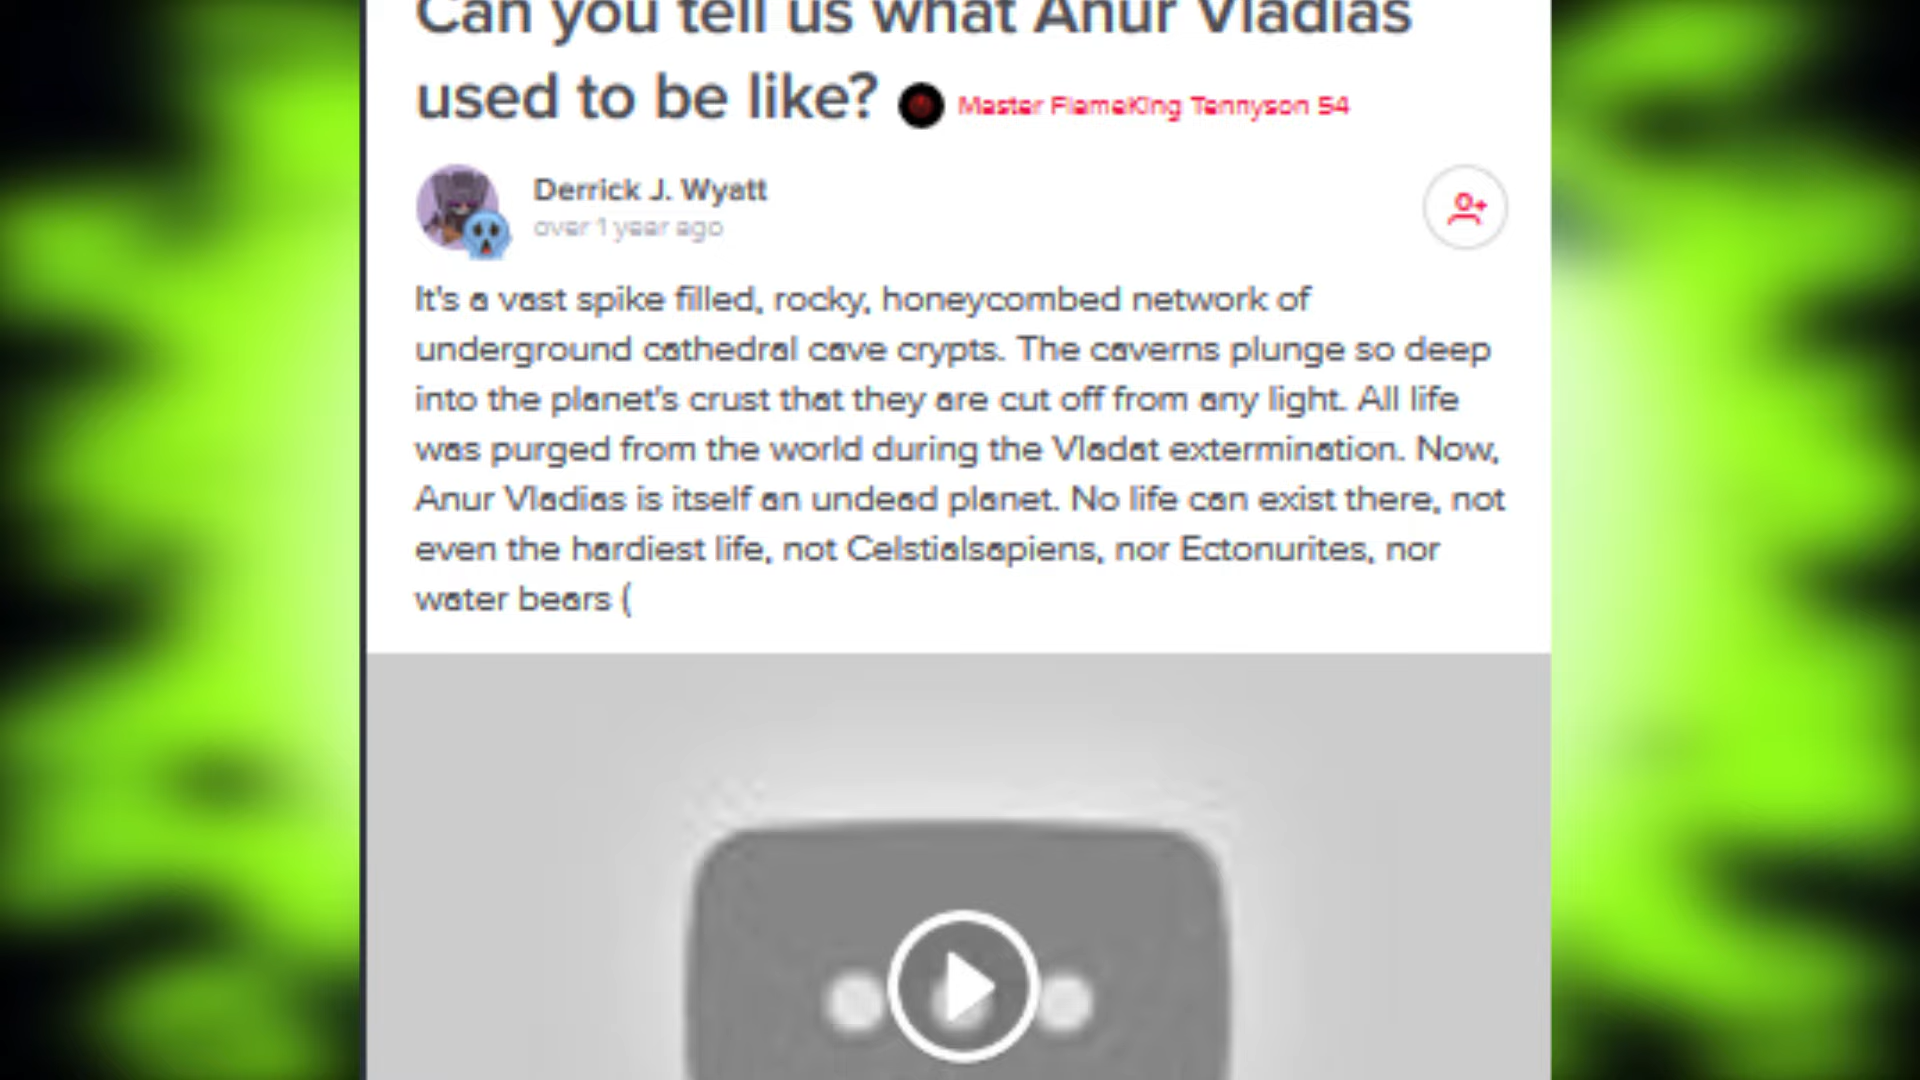 Can you tell us what Anur Vladias
used to be like? Master FlameKing Tennyson 54
Derrick J. Wyatt
over 1 year ago
It's a vast spike filled, rocky, honeycombed network of
underground cathedral cave crypts. The caverns plunge so deep
into the planet's crust that they are cut off from any light. All life
was purged from the world during the Vladat extermination. Now,
Anur Vladias is itself an undead planet. No life can exist there, not
even the hardiest life, not Celstialsapiens, nor Ectonurites, nor
water bears (